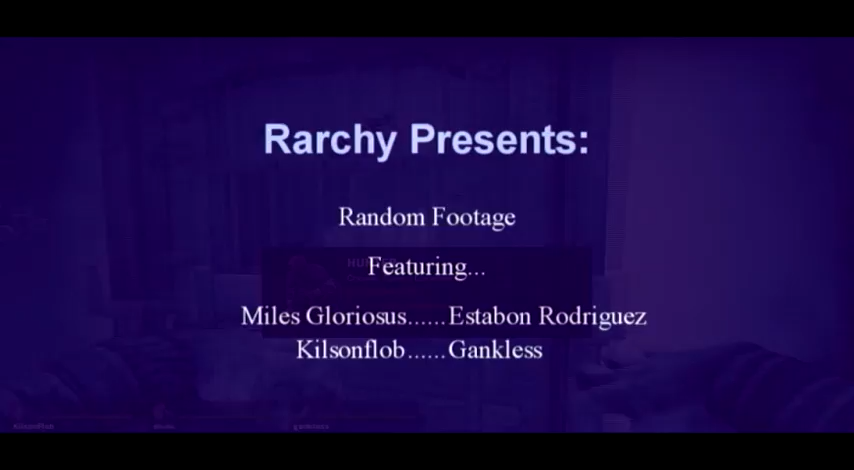 Rarchy Presents:
Random Footage
Featuring...
Miles Gloriosus......Estabon Rodriguez
Kilsonflob......Gankless